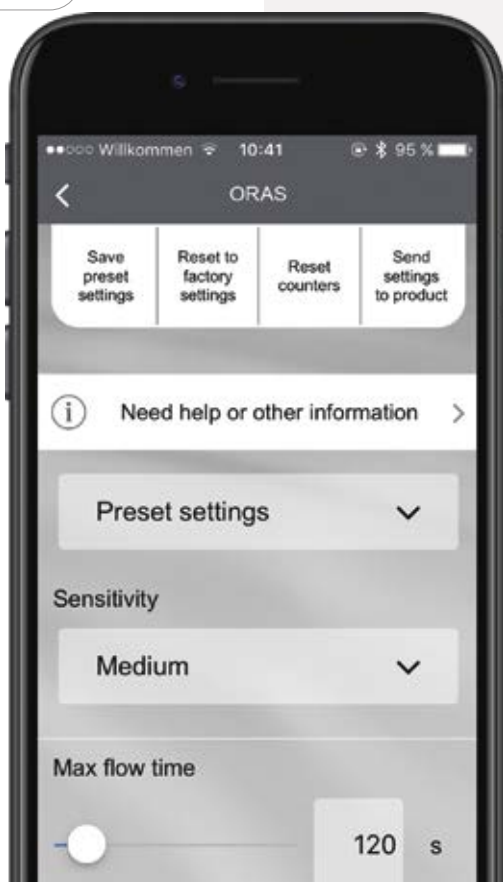 ●●○○○ Willkommen 10:41 95 %
ORAS
Save preset settings
Reset to factory settings
Reset counters
Send settings to product
i Need help or other information >
Preset settings
Sensitivity
Medium
Max flow time
120 s